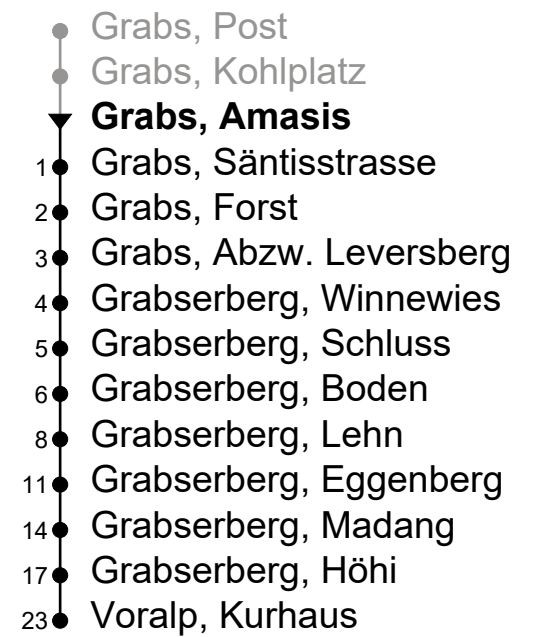 Grabs, Post
Grabs, Kohlplatz
Grabs, Amasis
1 Grabs, Säntisstrasse
2 Grabs, Forst
3 Grabs, Abzw. Leversberg
4 Grabserberg, Winnewies
5 Grabserberg, Schluss
6 Grabserberg, Boden
8 Grabserberg, Lehn
11 Grabserberg, Eggenberg
14 Grabserberg, Madang
17 Grabserberg, Höhi
23 Voralp, Kurhaus